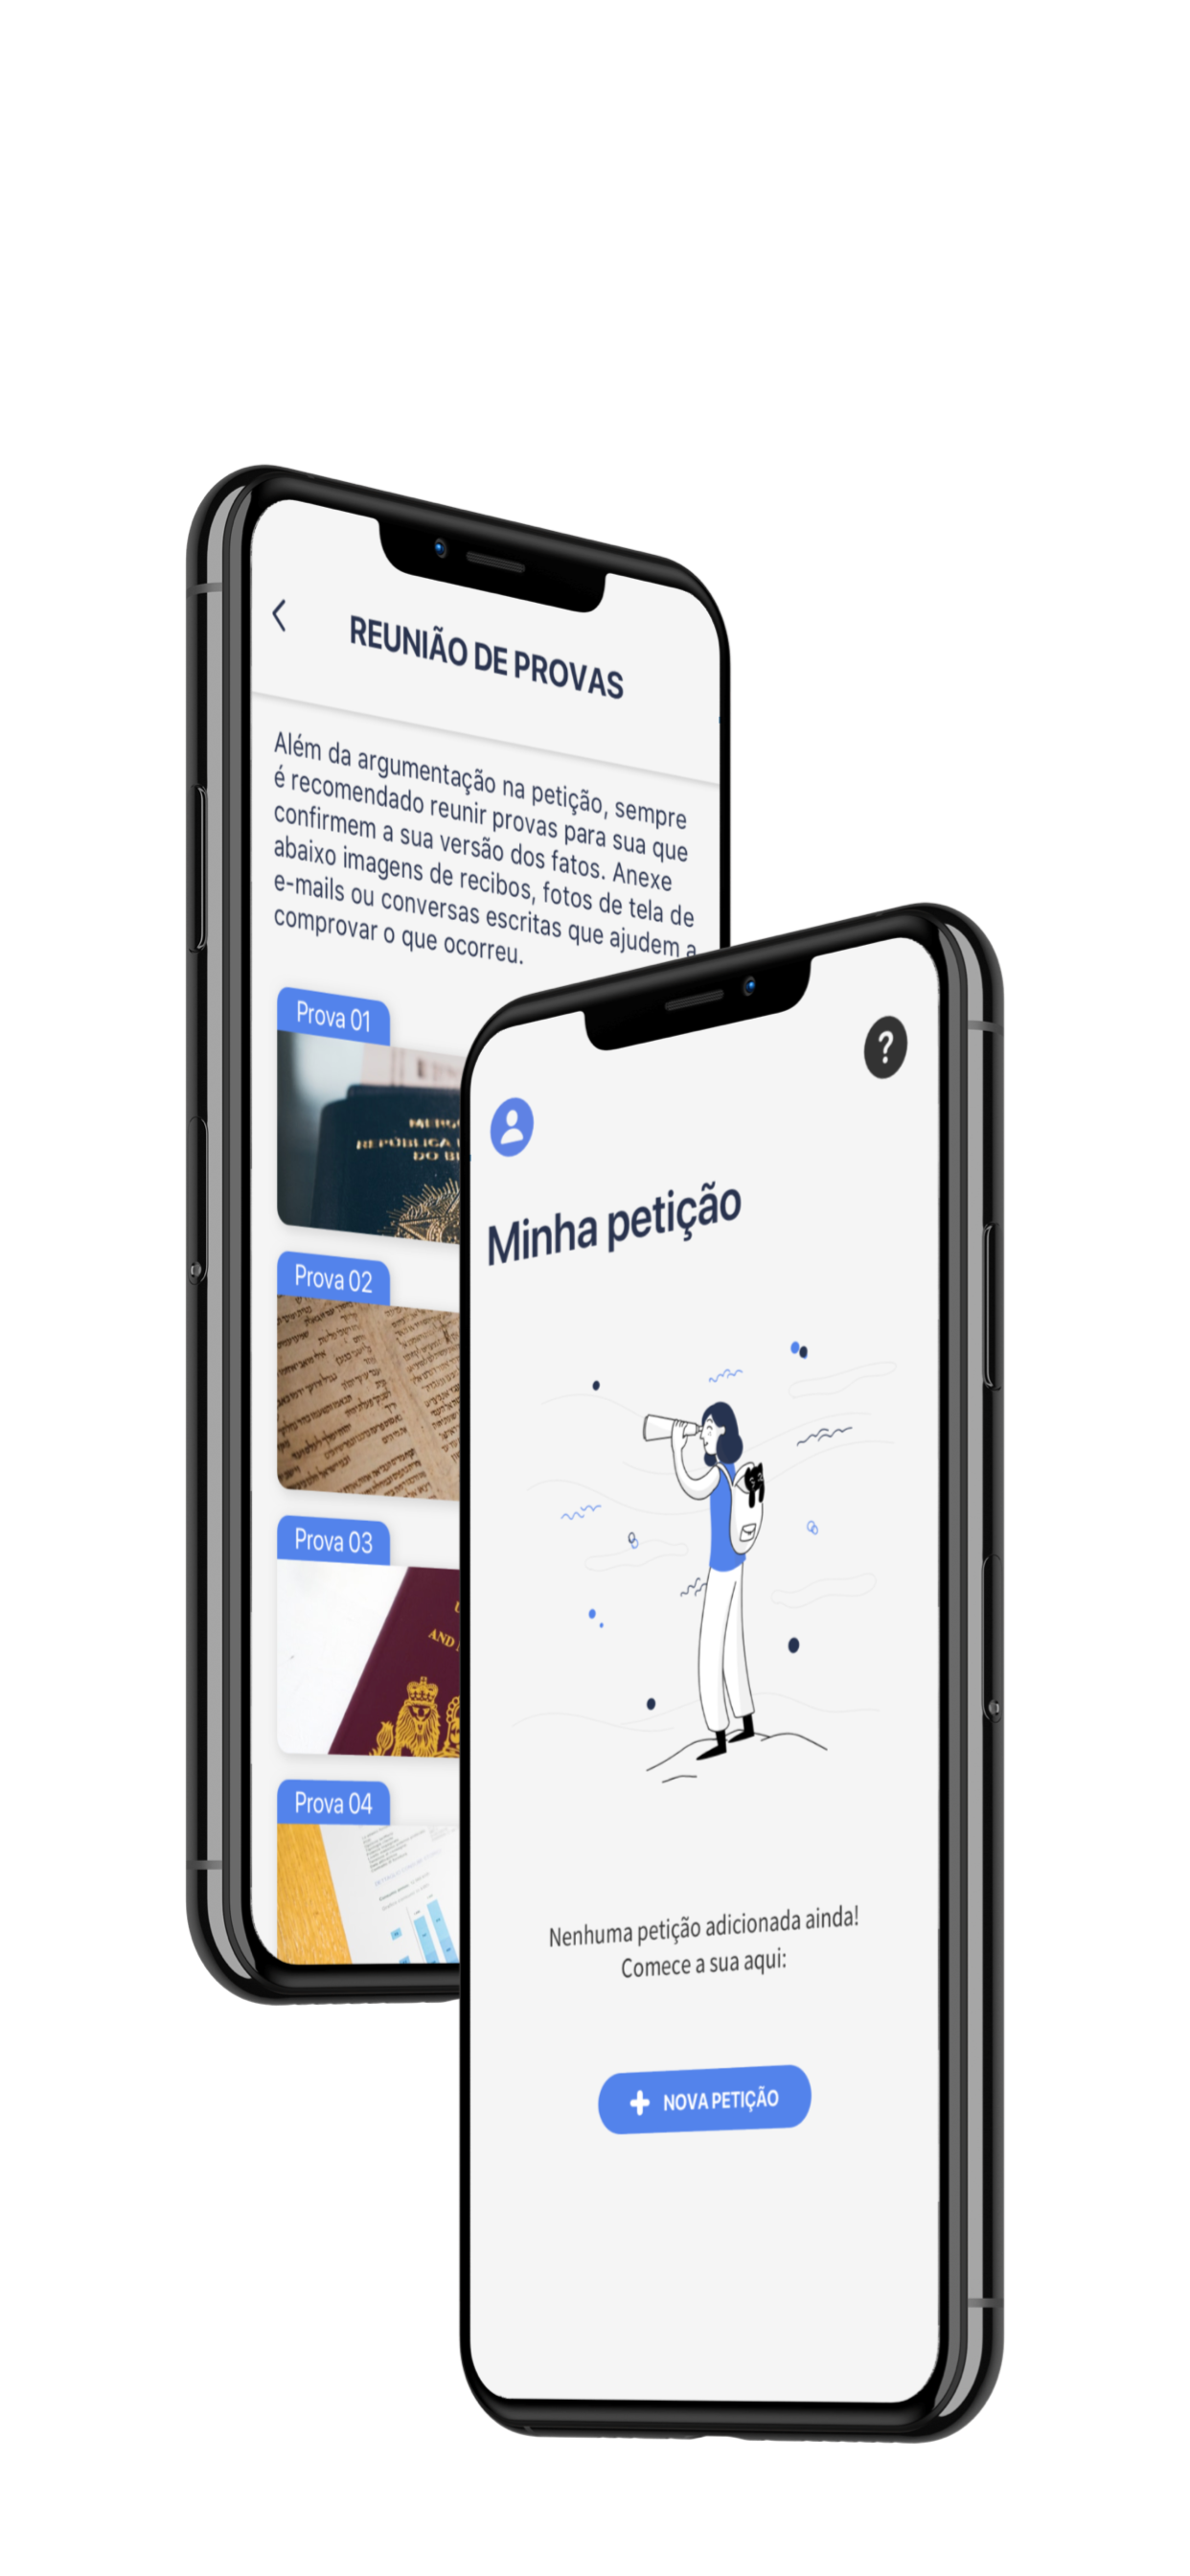 REUNIÃO DE PROVAS
Além da argumentação na petição, sempre
é recomendado reunir provas para sua que
confirmem a sua versão dos fatos. Anexe
abaixo imagens de recibos, fotos de tela de
e-mails ou conversas escritas que ajudem a
comprovar o que ocorreu.
Prova 01
REPÚBLICA
DO
Prova 02
Prova 03
AND
Prova 04
?
Minha petição
Nenhuma petição adicionada ainda!
Comece a sua aqui:
NOVA PETIÇÃO